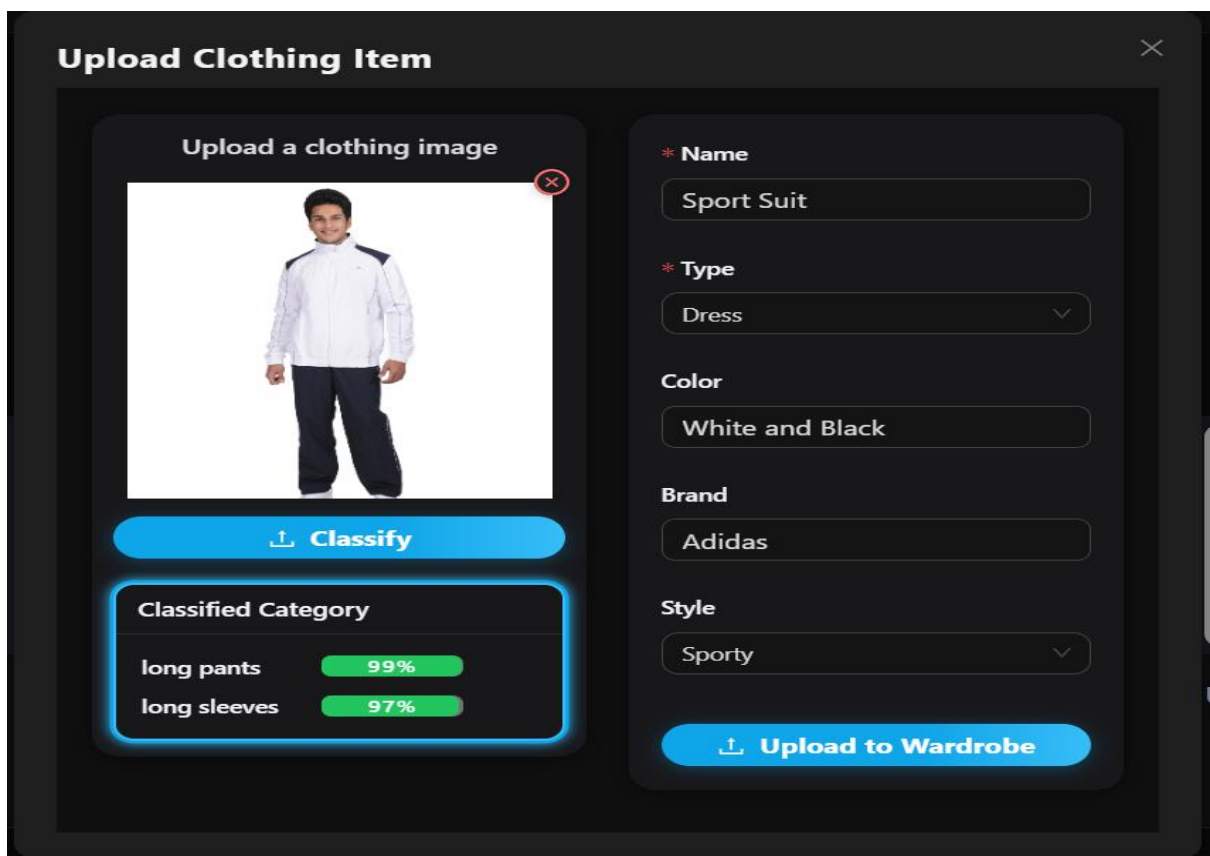 Upload Clothing Item
Upload a clothing image
Classify
Classified Category
long pants 99%
long sleeves 97%
* Name
Sport Suit
* Type
Dress
Color
White and Black
Brand
Adidas
Style
Sporty
Upload to Wardrobe